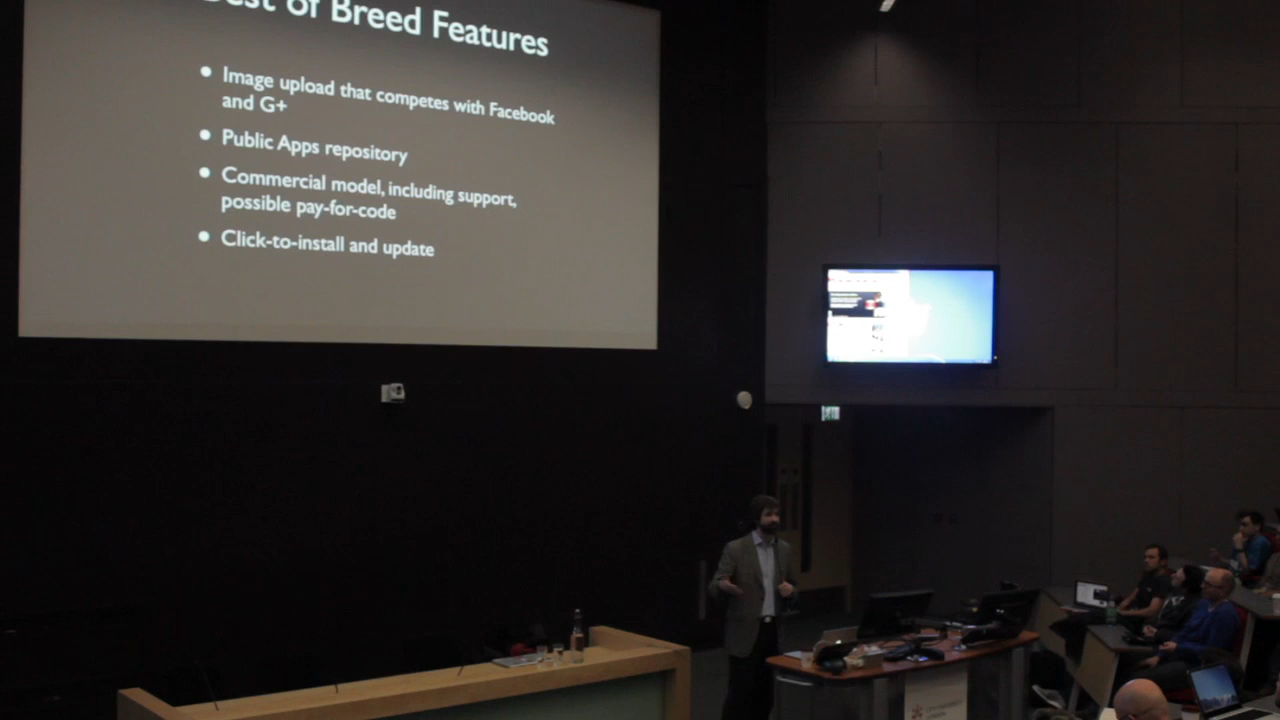 Best of Breed Features
• Image upload that competes with Facebook
and G+
• Public Apps repository
• Commercial model, including support,
possible pay-for-code
• Click-to-install and update